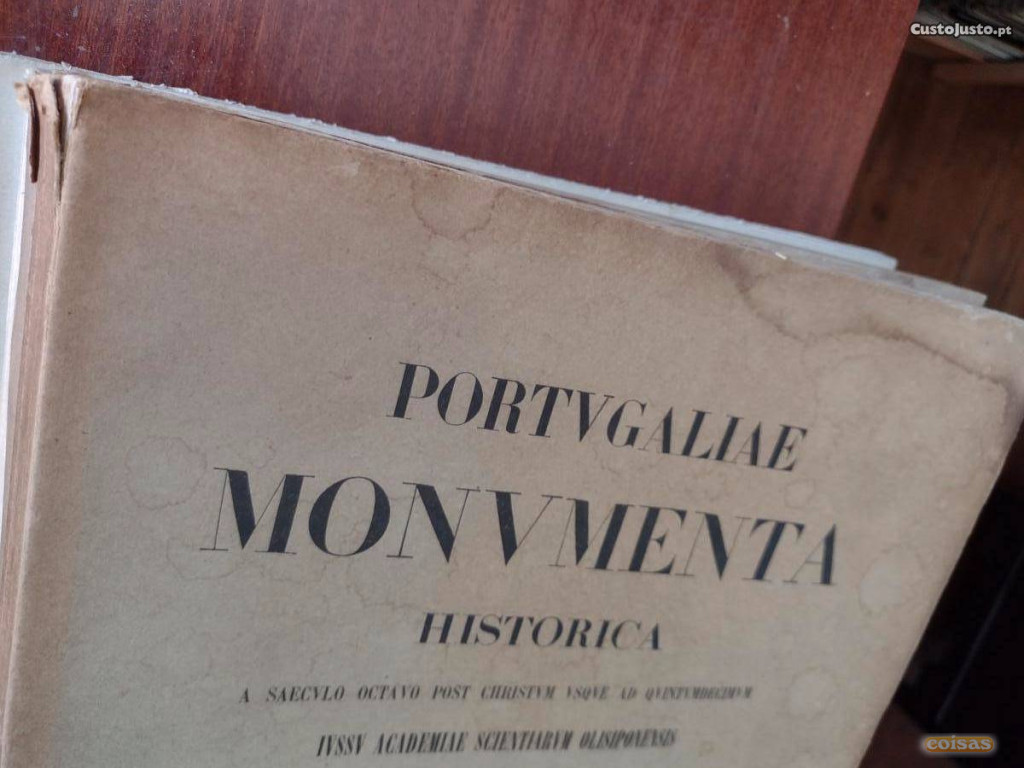 CustoJusto.pt
PORTVGALIAE
MONVMENTA
HISTORICA
A SAECVLO OCTAVO POST CHRISTVM VSQVE AD QVINTVMDECIMVM
IVSSV ACADEMIAE SCIENTIARVM OLISIPONENSIS
coisas